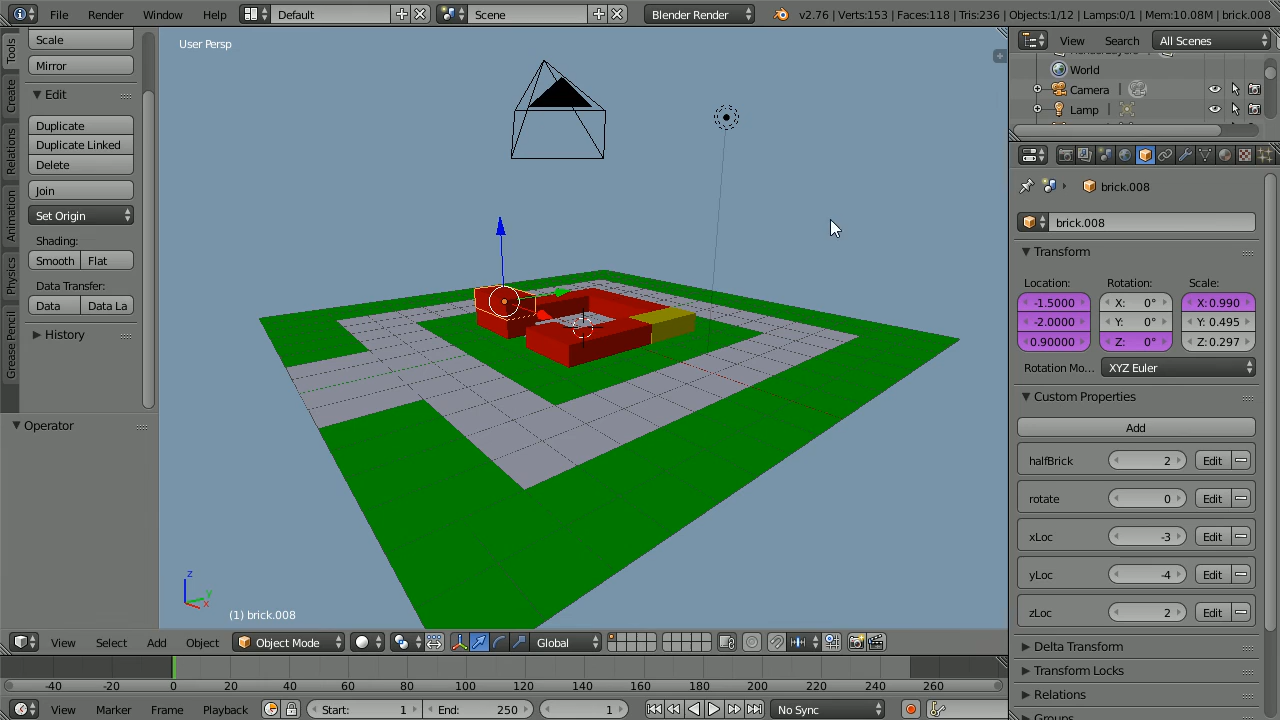 File Render Window Help Default Scene Blender Render v2.76 | Verts:153 | Faces:118 | Tris:236 | Objects:1/12 | Lamps:0/1 | Mem:10.08M | brick.008
Tools
Create
Relations
Animation
Physics
Grease Pencil
Scale
Mirror
Edit
Duplicate
Duplicate Linked
Delete
Join
Set Origin
Shading:
Smooth Flat
Data Transfer:
Data Data La
History
Operator
User Persp
z
y
x
(1) brick.008
View Search All Scenes
World
Camera
Lamp
brick.008
brick.008
Transform
Location: Rotation: Scale:
-1.5000 X: 0° X: 0.990
-2.0000 Y: 0° Y: 0.495
0.90000 Z: 0° Z: 0.297
Rotation Mo... XYZ Euler
Custom Properties
Add
halfBrick 2 Edit
rotate 0 Edit
xLoc -3 Edit
yLoc -4 Edit
zLoc 2 Edit
Delta Transform
Transform Locks
Relations
View Select Add Object Object Mode Global
-40 -20 0 20 40 60 80 100 120 140 160 180 200 220 240 260
View Marker Frame Playback Start: 1 End: 250 1 No Sync